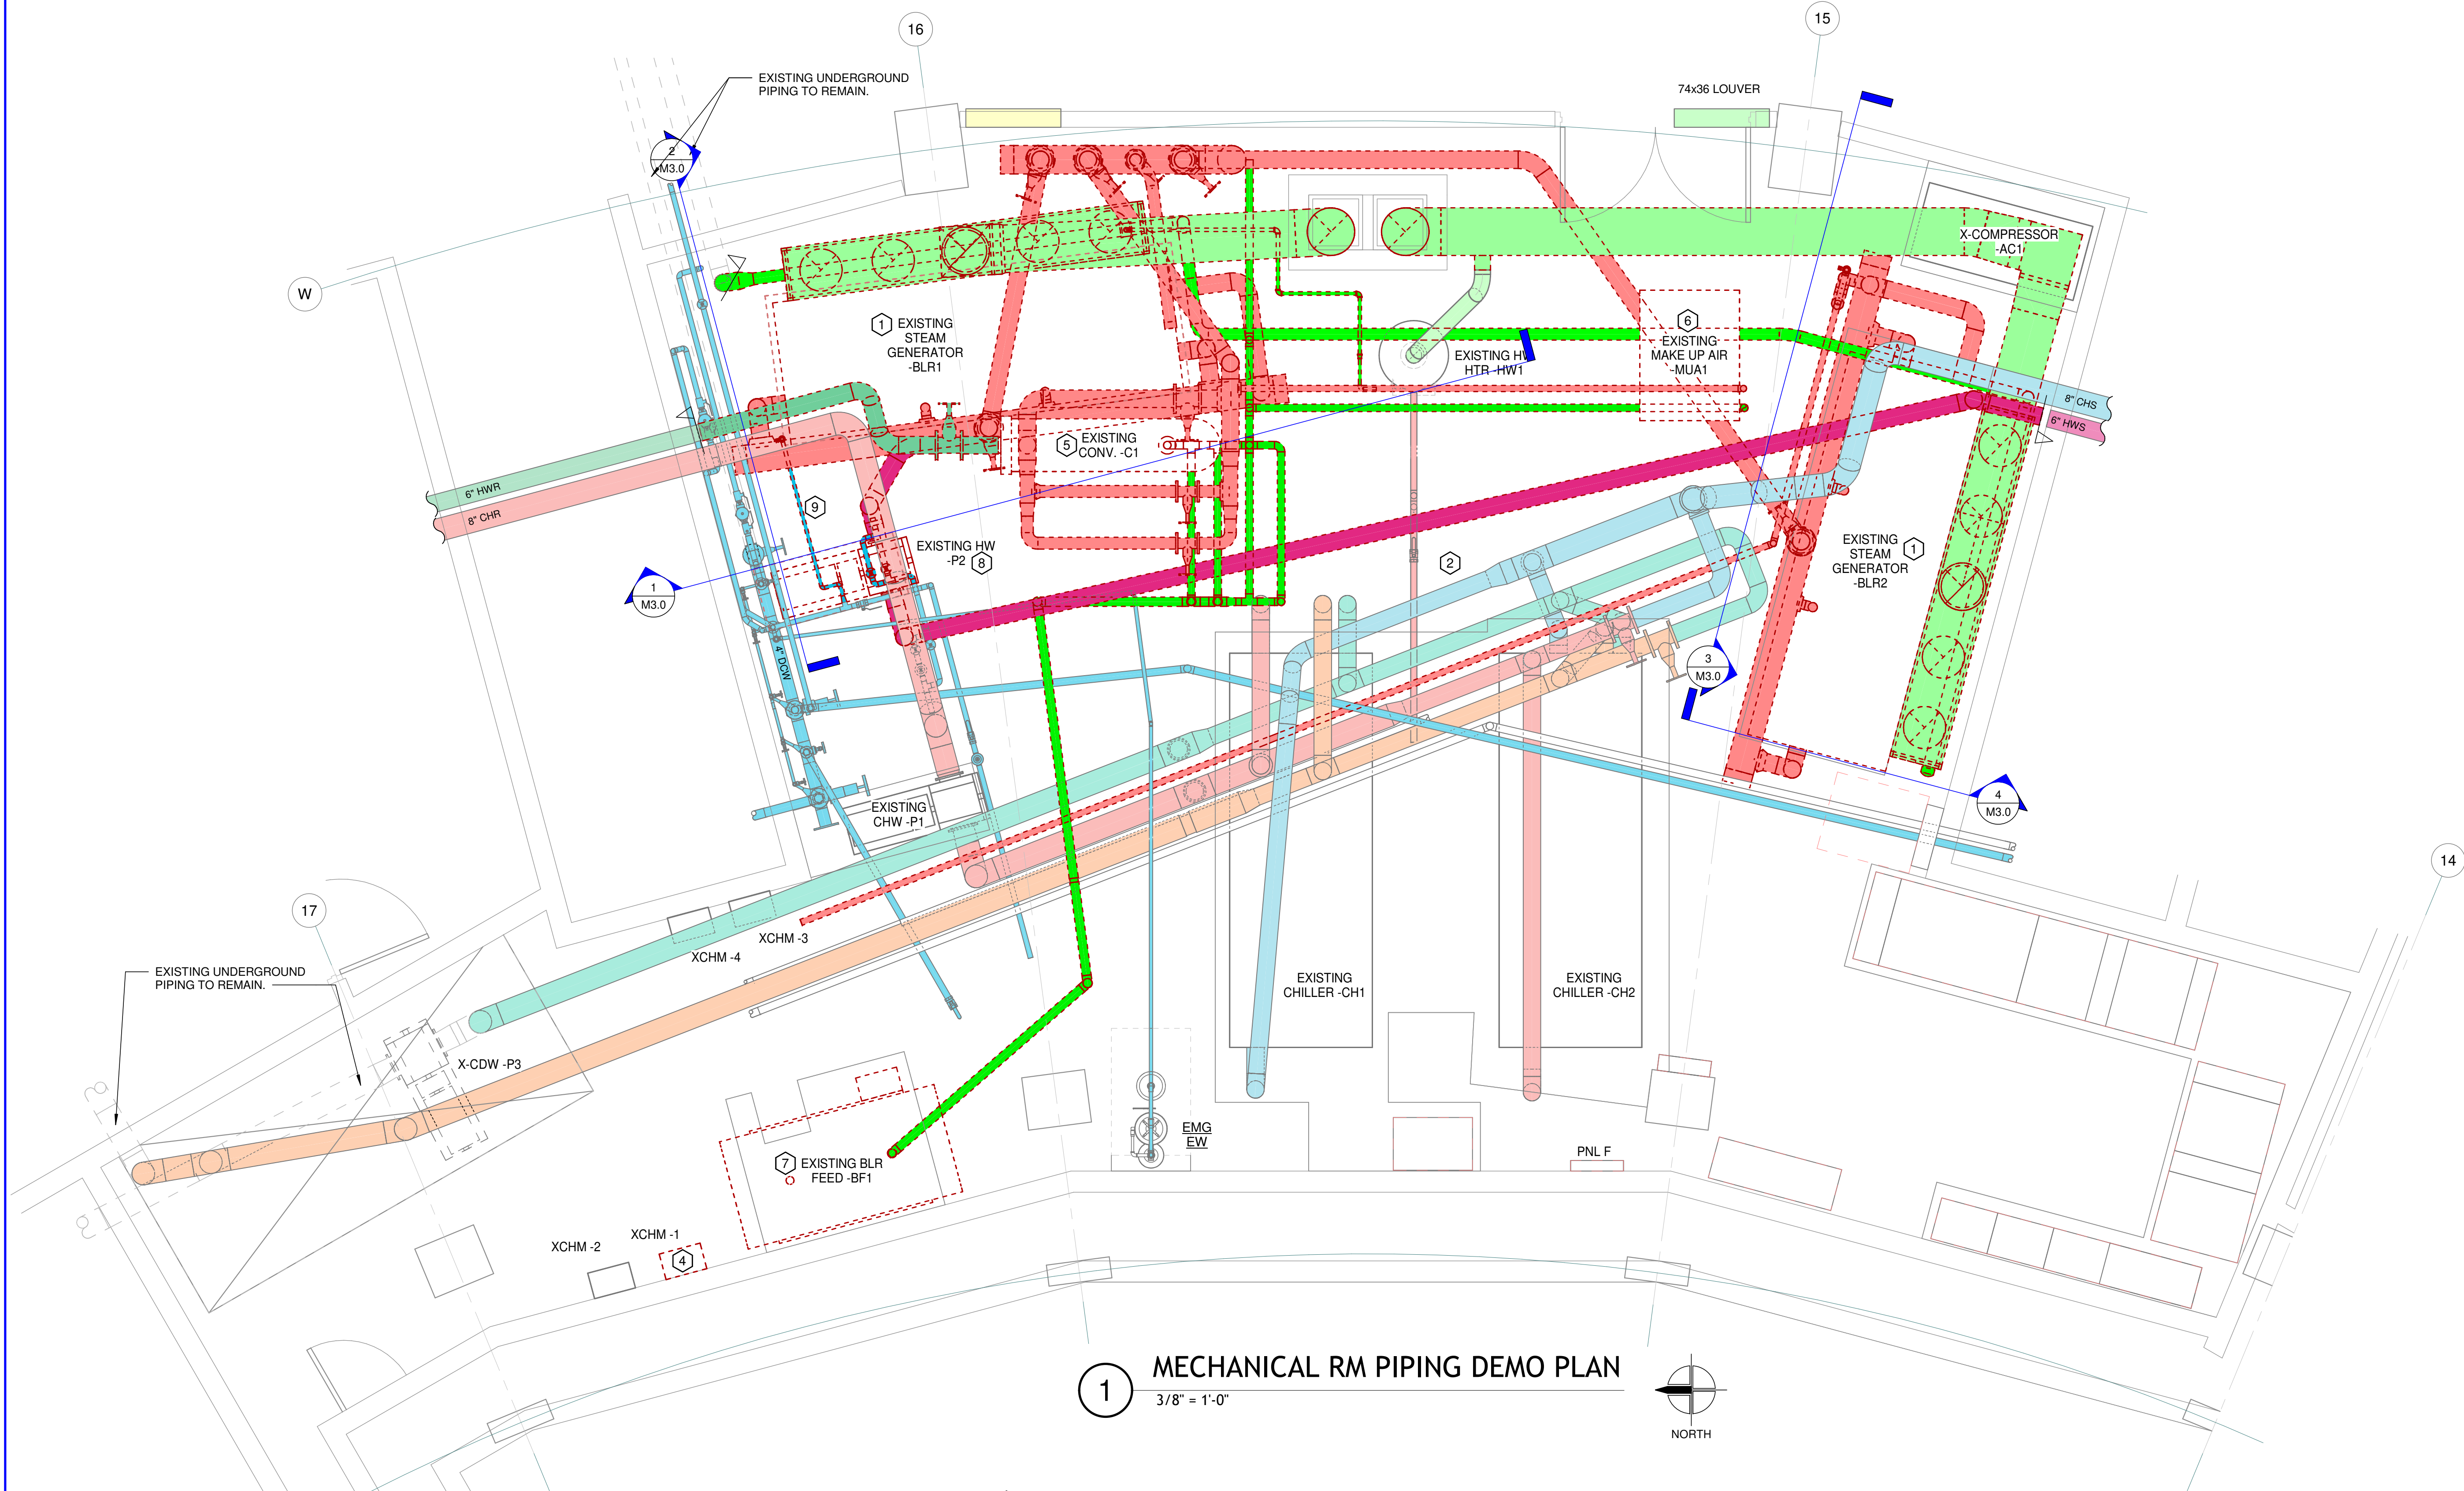 16
15
EXISTING UNDERGROUND
PIPING TO REMAIN.
74x36 LOUVER
2
M3.0
W
X-COMPRESSOR
-AC1
1
EXISTING
STEAM
GENERATOR
-BLR1
6
EXISTING
MAKE UP AIR
-MUA1
EXISTING HW
HTR -HW1
8" CHS
6" HWS
5
EXISTING
CONV. -C1
6" HWR
8" CHR
9
EXISTING HW
-P2
8
2
EXISTING
STEAM
GENERATOR
-BLR2
1
1
M3.0
4" DCW
3
M3.0
4
M3.0
EXISTING
CHW -P1
14
17
XCHM -3
XCHM -4
EXISTING UNDERGROUND
PIPING TO REMAIN.
EXISTING
CHILLER -CH1
EXISTING
CHILLER -CH2
X-CDW -P3
EMG
EW
PNL F
7
EXISTING BLR
FEED -BF1
XCHM -1
XCHM -2
4
1
MECHANICAL RM PIPING DEMO PLAN
3/8" = 1'-0"
NORTH